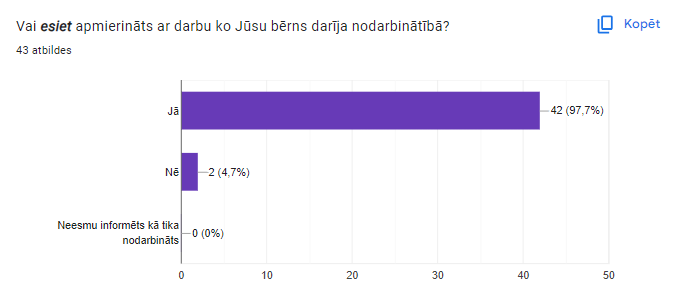 Vai esiet apmierināts ar darbu ko Jūsu bērns darīja nodarbinātībā?
Kopēt
43 atbildes
Jā
42 (97,7%)
Nē
2 (4,7%)
Neesmu informēts kā tika
nodarbināts
0 (0%)
0 10 20 30 40 50